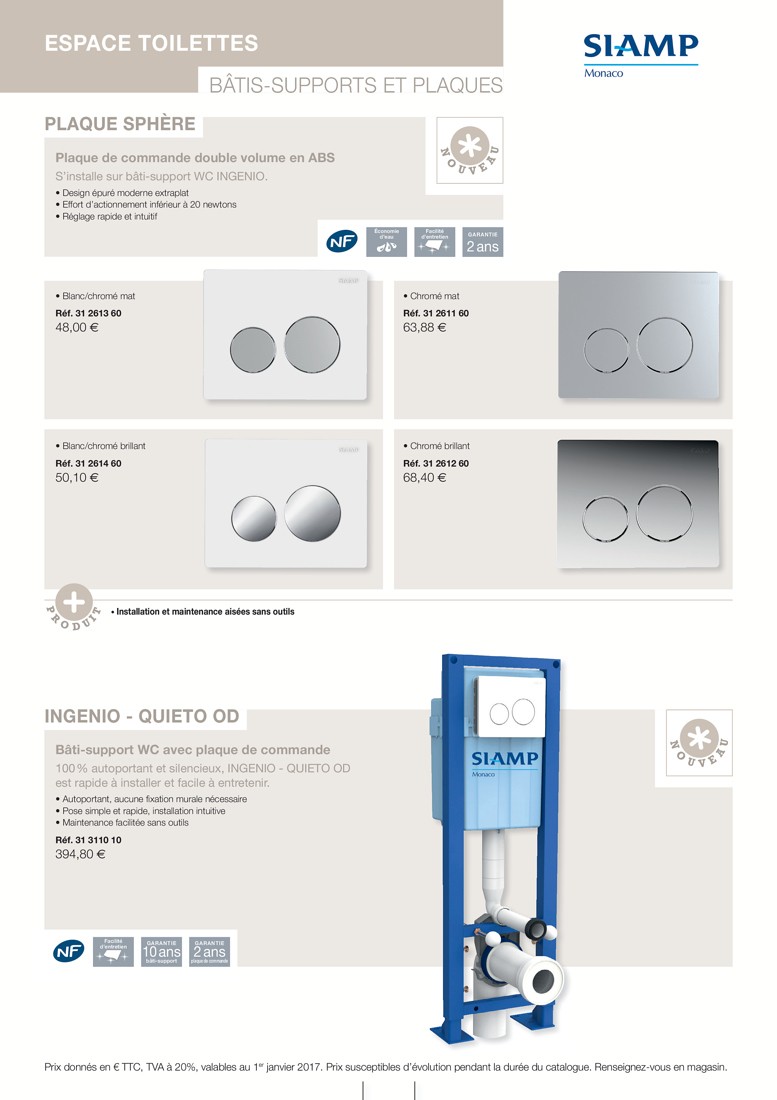 ESPACE TOILETTES
SIAMP
Monaco
BÂTIS-SUPPORTS ET PLAQUES
PLAQUE SPHÈRE
NOUVEAU
Plaque de commande double volume en ABS
S'installe sur bâti-support WC INGENIO.
• Design épuré moderne extraplat
• Effort d'actionnement inférieur à 20 newtons
• Réglage rapide et intuitif
NF
Économie
d'eau
Facilité
d'entretien
GARANTIE
2 ans
• Blanc/chromé mat
Réf. 31 2613 60
48,00 €
SIAMP
• Chromé mat
Réf. 31 2611 60
63,88 €
• Blanc/chromé brillant
Réf. 31 2614 60
50,10 €
SIAMP
• Chromé brillant
Réf. 31 2612 60
68,40 €
PRODUIT
• Installation et maintenance aisées sans outils
INGENIO - QUIETO OD
NOUVEAU
Bâti-support WC avec plaque de commande
100 % autoportant et silencieux, INGENIO - QUIETO OD
est rapide à installer et facile à entretenir.
• Autoportant, aucune fixation murale nécessaire
• Pose simple et rapide, installation intuitive
• Maintenance facilitée sans outils
Réf. 31 3110 10
394,80 €
SIAMP
Monaco
NF
Facilité
d'entretien
GARANTIE
10 ans
bâti-support
GARANTIE
2 ans
plaque de commande
Prix donnés en € TTC, TVA à 20%, valables au 1er janvier 2017. Prix susceptibles d'évolution pendant la durée du catalogue. Renseignez-vous en magasin.